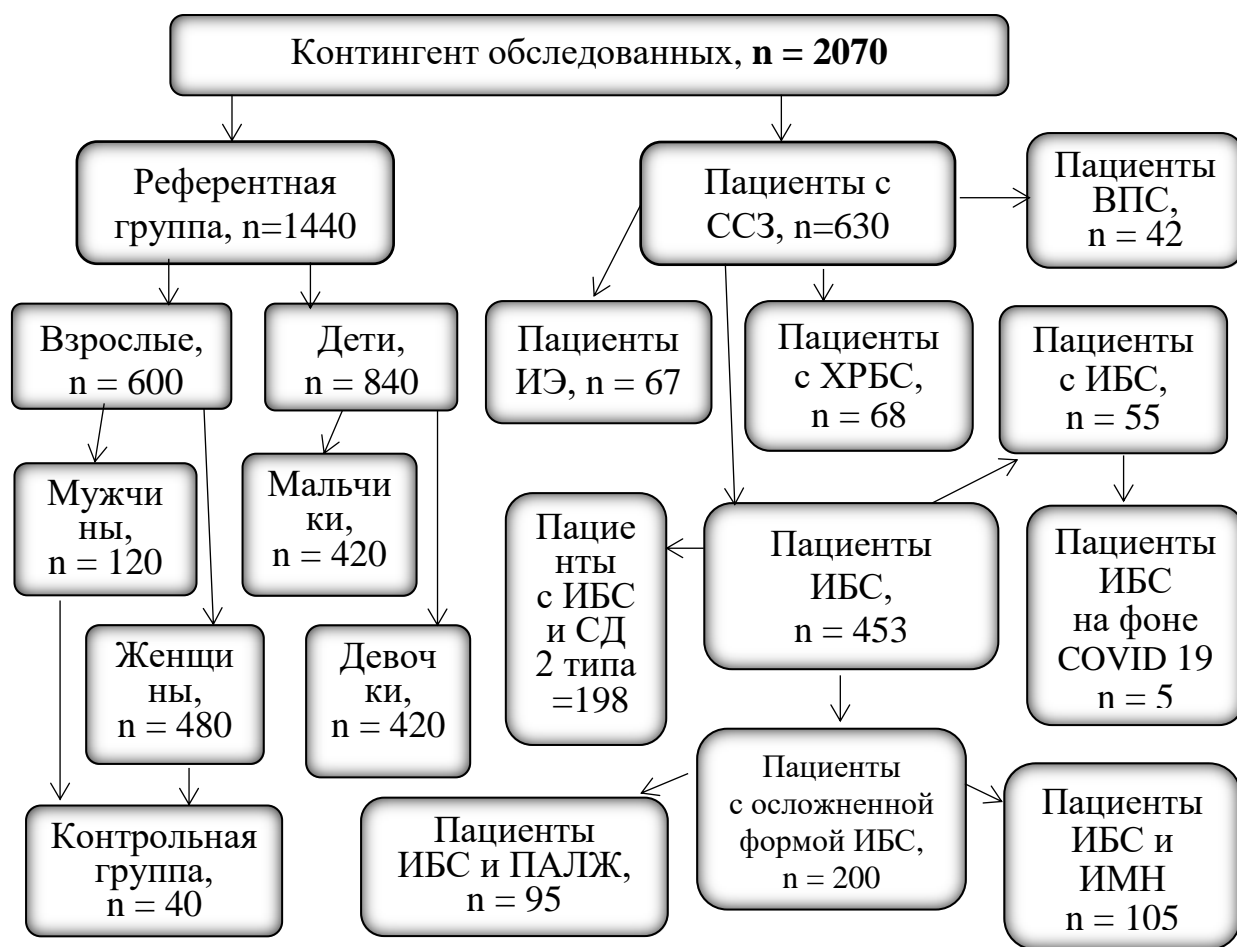 Контингент обследованных, n = 2070
Референтная
группа, n=1440
Пациенты с
ССЗ, n=630
Пациенты
ВПС,
n = 42
Взрослые,
n = 600
Дети,
n = 840
Пациенты
ИЭ, n = 67
Пациенты
с ХРБС,
n = 68
Пациенты
с ИБС,
n = 55
Мужчи
ны,
n = 120
Мальчи
ки,
n = 420
Пацие
нты
с ИБС
и СД
2 типа
=198
Пациенты
ИБС,
n = 453
Пациенты
ИБС
на фоне
COVID 19
n = 5
Женщи
ны,
n = 480
Девоч
ки,
n = 420
Контрольная
группа,
n = 40
Пациенты
ИБС и ПАЛЖ,
n = 95
Пациенты
с осложненной
формой ИБС,
n = 200
Пациенты
ИБС и
ИМН
n = 105